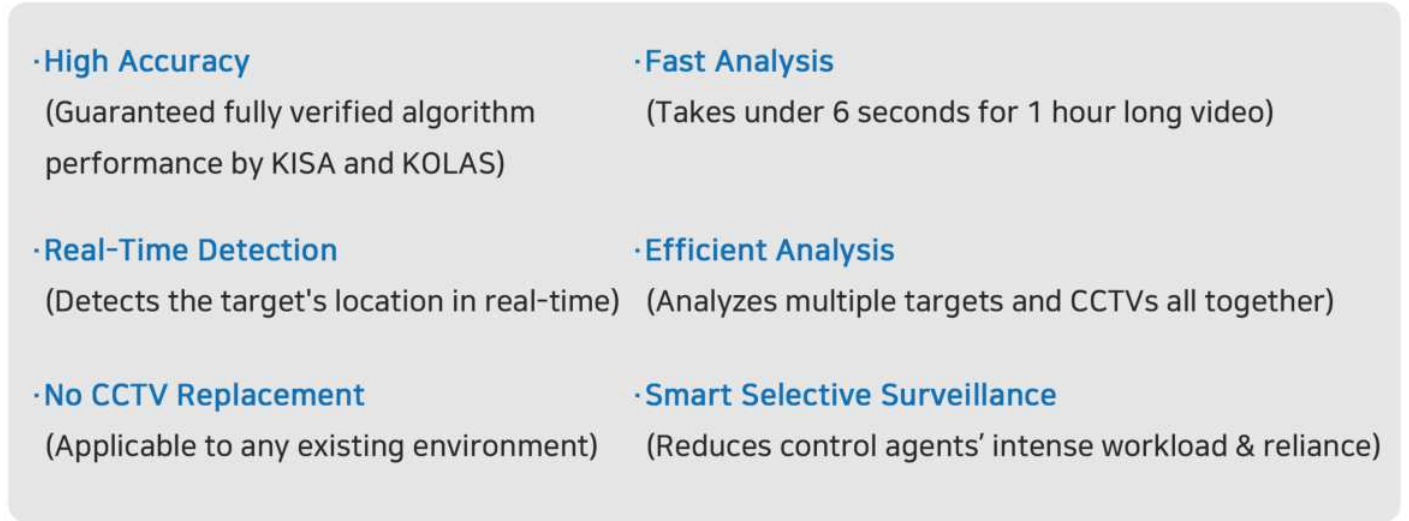 ·High Accuracy
(Guaranteed fully verified algorithm
performance by KISA and KOLAS)
·Fast Analysis
(Takes under 6 seconds for 1 hour long video)
·Real-Time Detection
(Detects the target's location in real-time)
·Efficient Analysis
(Analyzes multiple targets and CCTVs all together)
·No CCTV Replacement
(Applicable to any existing environment)
·Smart Selective Surveillance
(Reduces control agents’ intense workload & reliance)